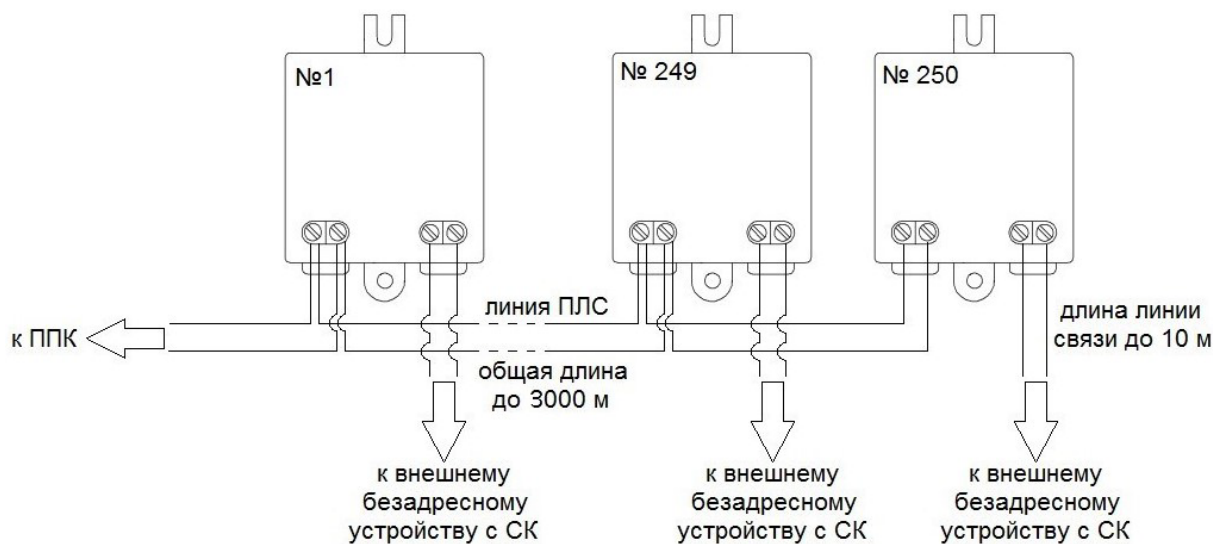 №1
№ 249
№ 250
линия ПЛС
длина линии
связи до 10 м
к ППК
общая длина
до 3000 м
к внешнему
безадресному
устройству с СК
к внешнему
безадресному
устройству с СК
к внешнему
безадресному
устройству с СК